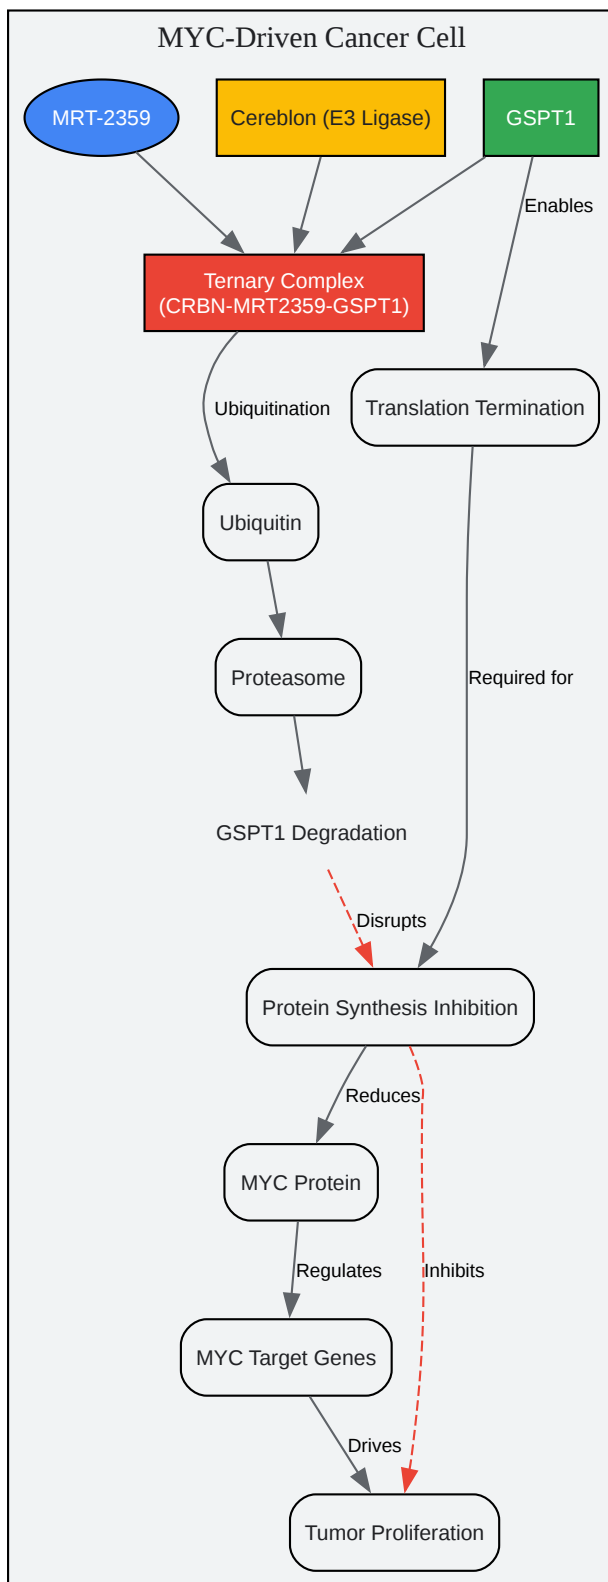 MYC-Driven Cancer Cell
MRT-2359
Cereblon (E3 Ligase)
GSPT1
Enables
Ternary Complex
(CRBN-MRT2359-GSPT1)
Translation Termination
Ubiquitination
Ubiquitin
Proteasome
Required for
GSPT1 Degradation
Disrupts
Protein Synthesis Inhibition
Reduces
MYC Protein
Regulates
Inhibits
MYC Target Genes
Drives
Tumor Proliferation